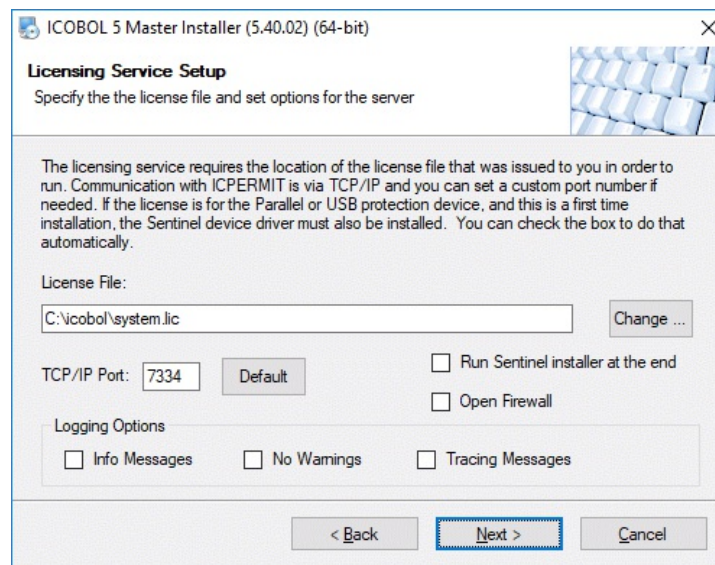 ICOBOL 5 Master Installer (5.40.02) (64-bit)
Licensing Service Setup
Specify the the license file and set options for the server
The licensing service requires the location of the license file that was issued to you in order to
run. Communication with ICPERMIT is via TCP/IP and you can set a custom port number if
needed. If the license is for the Parallel or USB protection device, and this is a first time
installation, the Sentinel device driver must also be installed. You can check the box to do that
automatically.
License File:
C:\icobol\system.lic
Change ...
TCP/IP Port: 7334 Default
Run Sentinel installer at the end
Open Firewall
Logging Options
Info Messages No Warnings Tracing Messages
< Back Next > Cancel